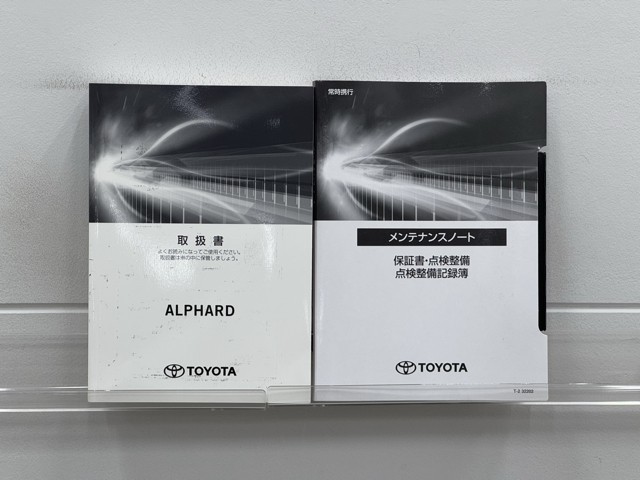 取扱書
よくお読みになってご使用ください。
取扱書は車の中に保管しましょう。
ALPHARD
TOYOTA
常時携行
メンテナンスノート
保証書・点検整備
点検整備記録簿
TOYOTA